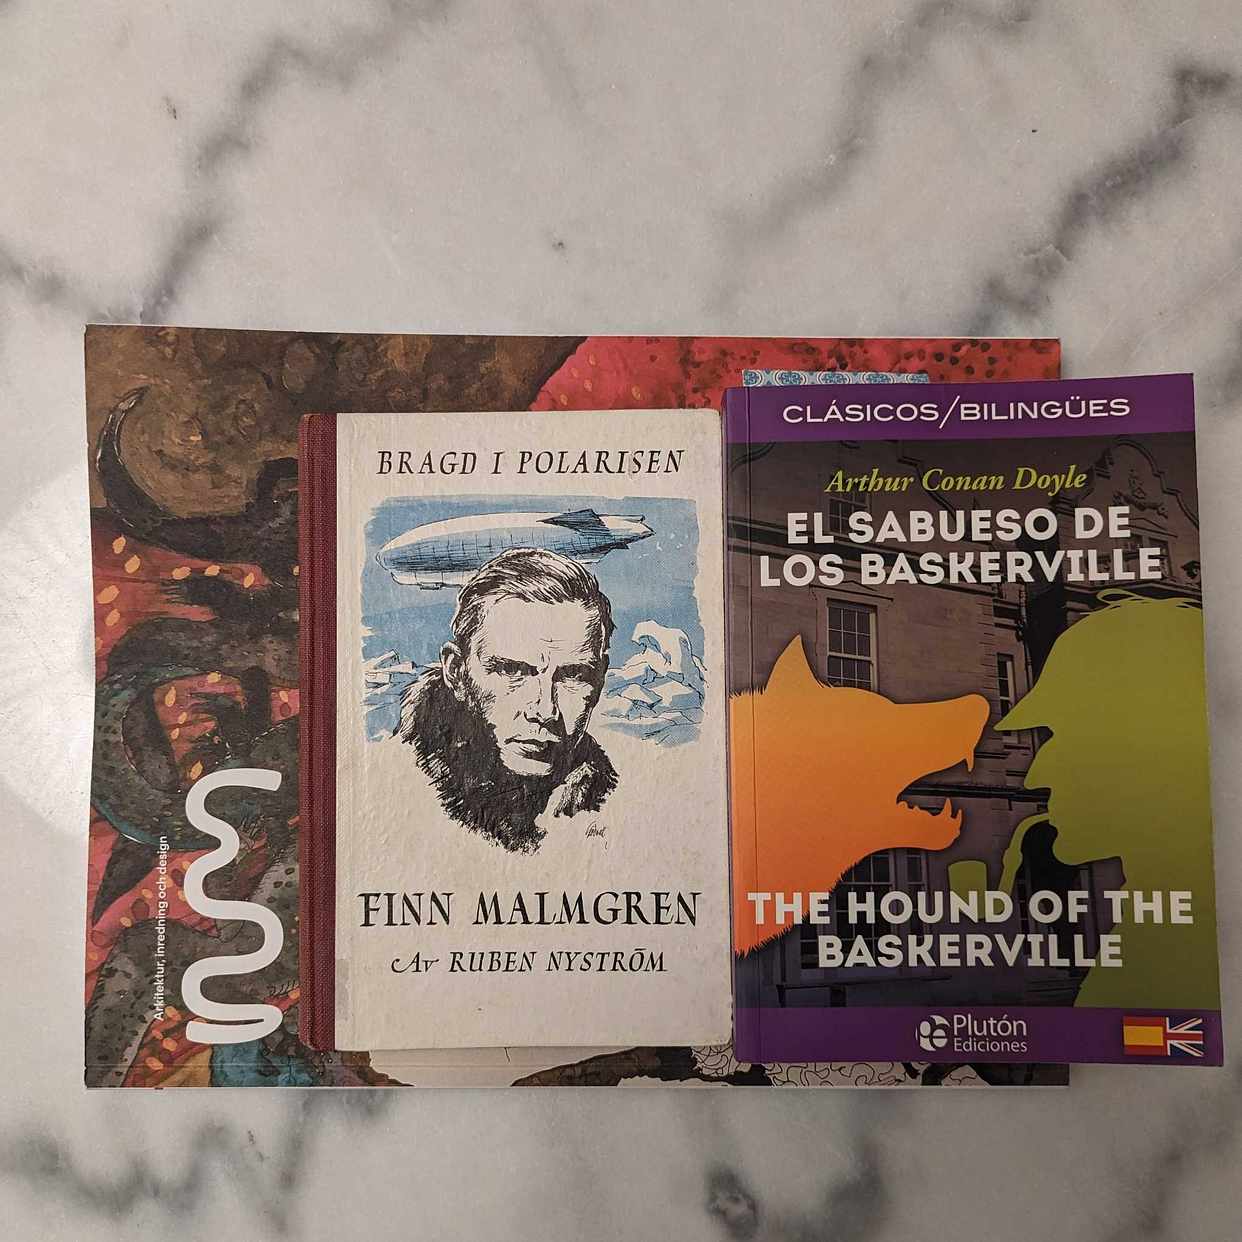 Arkitektur, inredning och design
BRAGD I POLARISEN
FINN MALMGREN
Av RUBEN NYSTRÖM
CLÁSICOS/BILINGÜES
Arthur Conan Doyle
EL SABUESO DE
LOS BASKERVILLE
THE HOUND OF THE
BASKERVILLE
Plutón
Ediciones